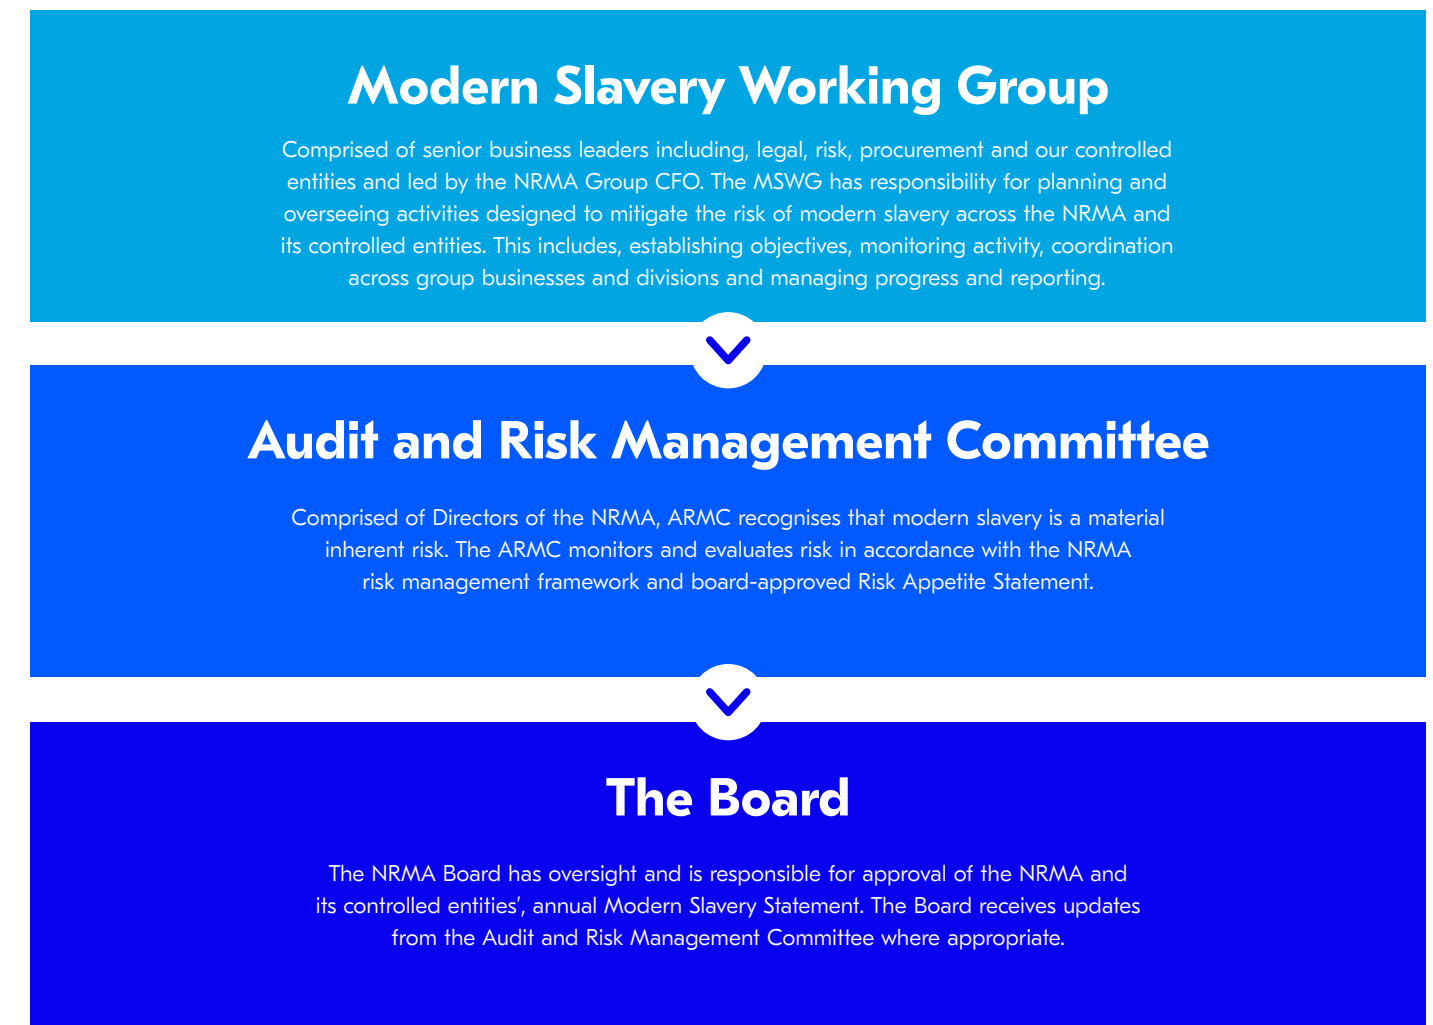 Modern Slavery Working Group
Comprised of senior business leaders including, legal, risk, procurement and our controlled
entities and led by the NRMA Group CFO. The MSWG has responsibility for planning and
overseeing activities designed to mitigate the risk of modern slavery across the NRMA and
its controlled entities. This includes, establishing objectives, monitoring activity, coordination
across group businesses and divisions and managing progress and reporting.
Audit and Risk Management Committee
Comprised of Directors of the NRMA, ARMC recognises that modern slavery is a material
inherent risk. The ARMC monitors and evaluates risk in accordance with the NRMA
risk management framework and board-approved Risk Appetite Statement.
The Board
The NRMA Board has oversight and is responsible for approval of the NRMA and
its controlled entities’, annual Modern Slavery Statement. The Board receives updates
from the Audit and Risk Management Committee where appropriate.